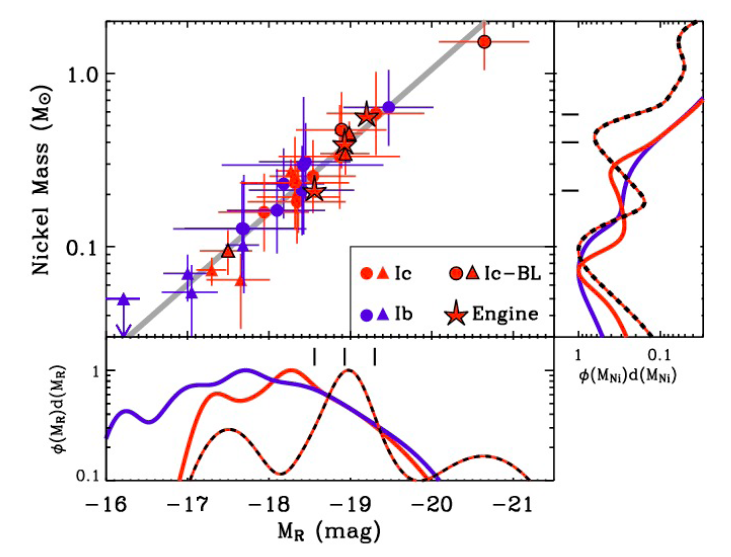 Nickel Mass (M⊙)
1.0
0.1
Ic
Ic-BL
Ib
Engine
1
0.1
ϕ(M_Ni)d(M_Ni)
ϕ(M_R)d(M_R)
1
0.1
-16
-17
-18
-19
-20
-21
M_R (mag)